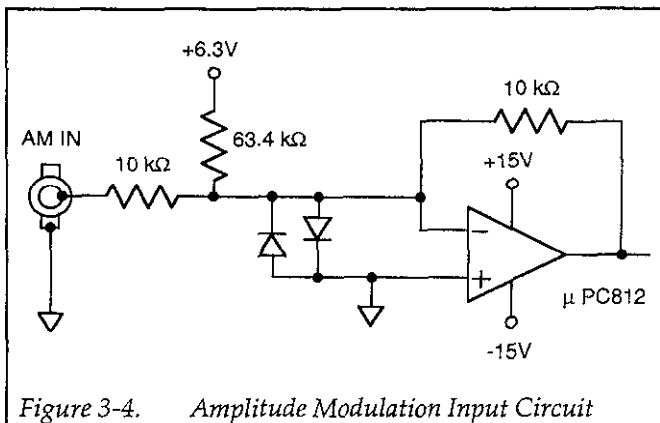 +6.3V
10 kΩ
AM IN
63.4 kΩ
+15V
10 kΩ
−
+
μ PC812
-15V
Figure 3-4. Amplitude Modulation Input Circuit